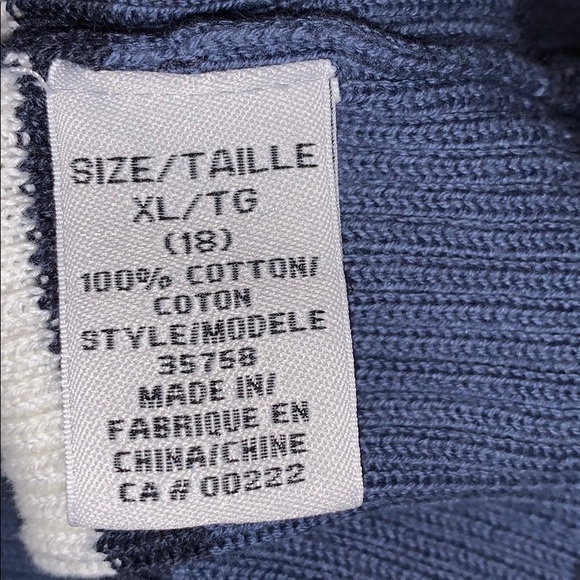 SIZE/TAILLE
XL/TG
(18)
100% COTTON/
COTON
STYLE/MODELE
35758
MADE IN/
FABRIQUE EN
CHINA/CHINE
CA # 00222